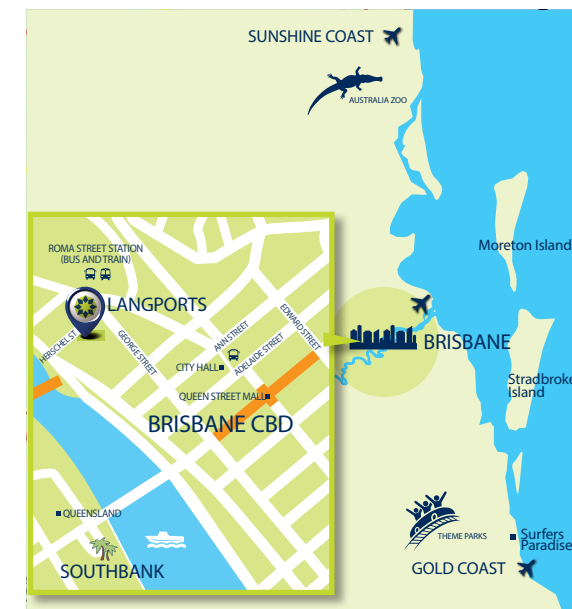 SUNSHINE COAST
AUSTRALIA ZOO
Moreton Island
ROMA STREET STATION
(BUS AND TRAIN)
LANGPORTS
HERSCHEL ST
GEORGE STREET
ANN STREET
ADELAIDE STREET
EDWARD STREET
CITY HALL
QUEEN STREET MALL
BRISBANE CBD
BRISBANE
Stradbroke
Island
QUEENSLAND
SOUTHBANK
THEME PARKS
Surfers
Paradise
GOLD COAST